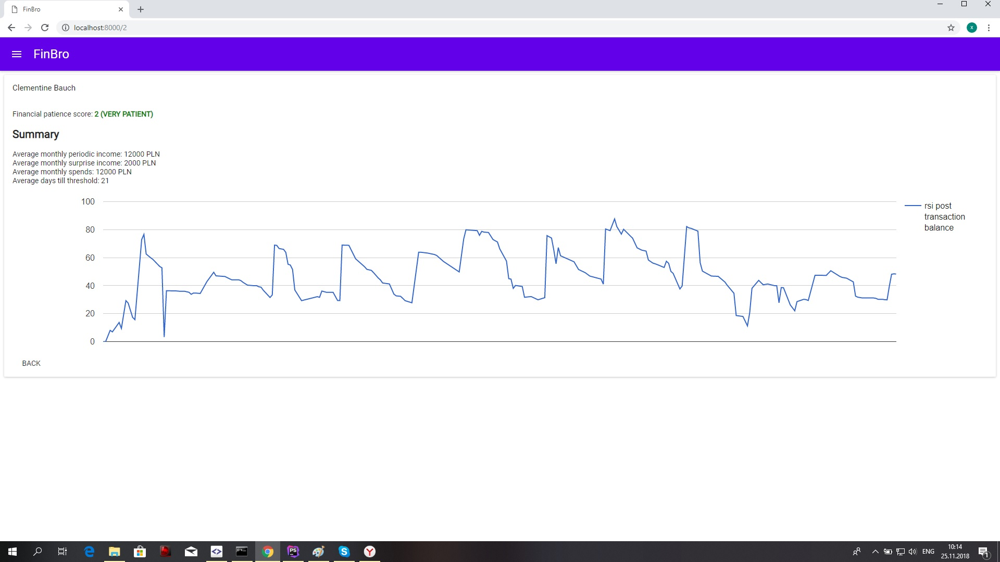 FinBro
localhost:8000/2
x
FinBro
Clementine Bauch
Financial patience score: 2 (VERY PATIENT)
Summary
Average monthly periodic income: 12000 PLN
Average monthly surprise income: 2000 PLN
Average monthly spends: 12000 PLN
Average days till threshold: 21
100
80
60
40
20
0
rsi post
transaction
balance
BACK
PS
ENG
10:14
25.11.2018
1